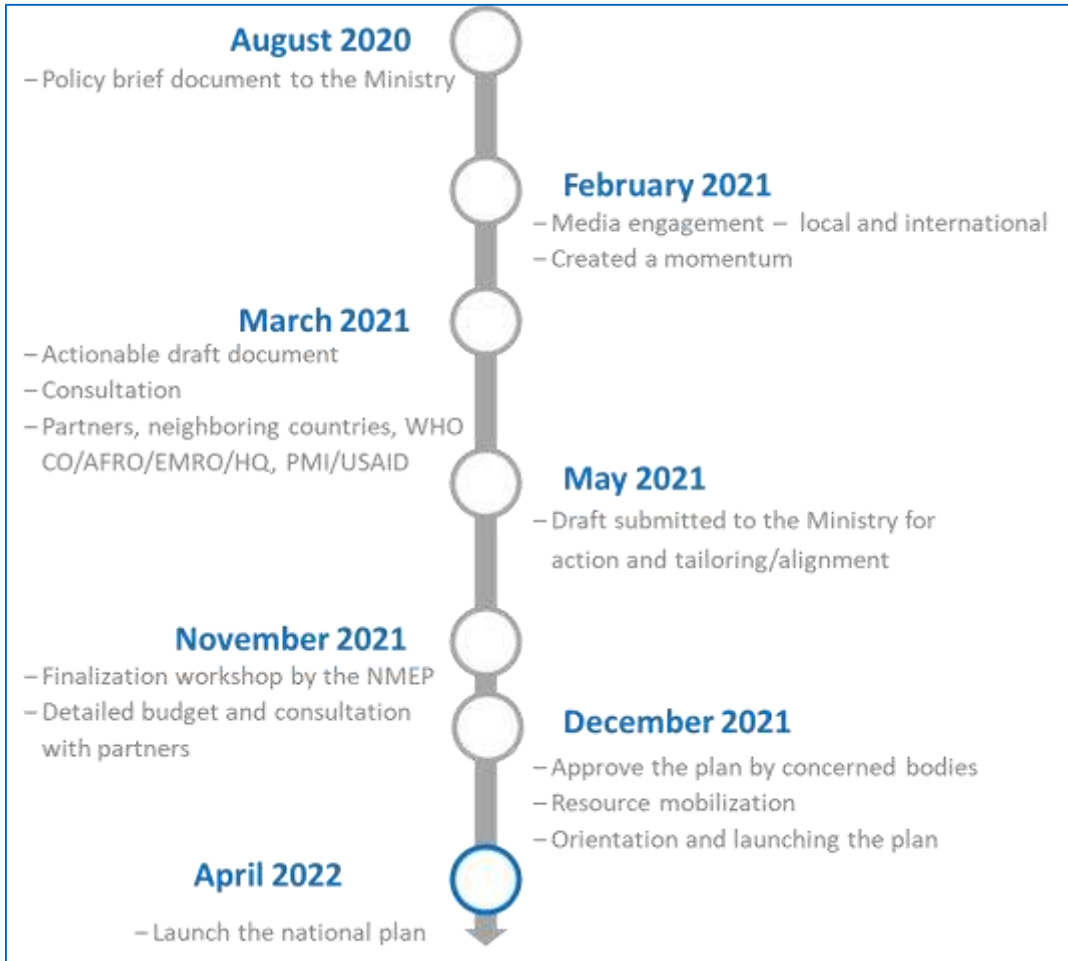 August 2020
– Policy brief document to the Ministry
February 2021
– Media engagement – local and international
– Created a momentum
March 2021
– Actionable draft document
– Consultation
– Partners, neighboring countries, WHO
CO/AFRO/EMRO/HQ, PMI/USAID
May 2021
– Draft submitted to the Ministry for
action and tailoring/alignment
November 2021
– Finalization workshop by the NMEP
– Detailed budget and consultation
with partners
December 2021
– Approve the plan by concerned bodies
– Resource mobilization
– Orientation and launching the plan
April 2022
– Launch the national plan